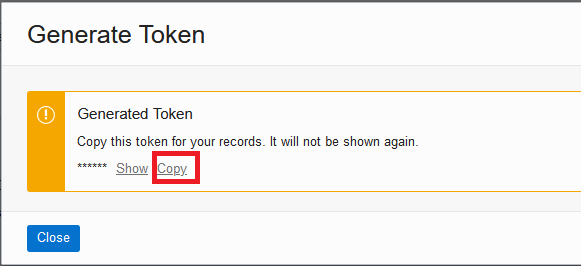 Generate Token
Generated Token
Copy this token for your records. It will not be shown again.
****** Show Copy
Close